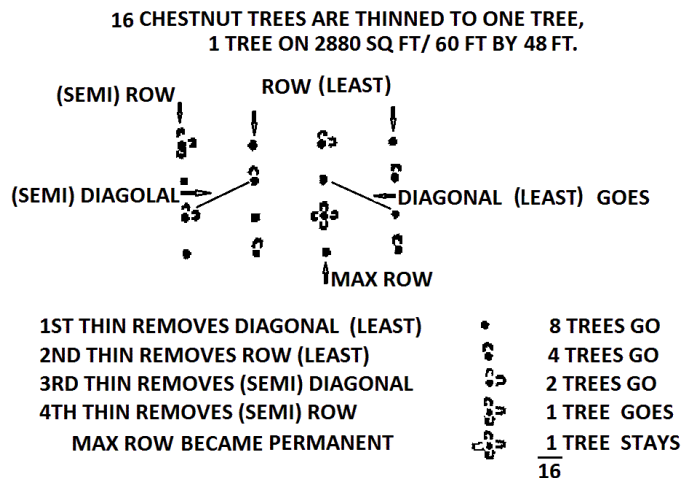 16 CHESTNUT TREES ARE THINNED TO ONE TREE,
1 TREE ON 2880 SQ FT/ 60 FT BY 48 FT.
(SEMI) ROW
ROW (LEAST)
(SEMI) DIAGOLAL
DIAGONAL (LEAST) GOES
MAX ROW
1ST THIN REMOVES DIAGONAL (LEAST) 8 TREES GO
2ND THIN REMOVES ROW (LEAST) 4 TREES GO
3RD THIN REMOVES (SEMI) DIAGONAL 2 TREES GO
4TH THIN REMOVES (SEMI) ROW 1 TREE GOES
MAX ROW BECAME PERMANENT 1 TREE STAYS
16